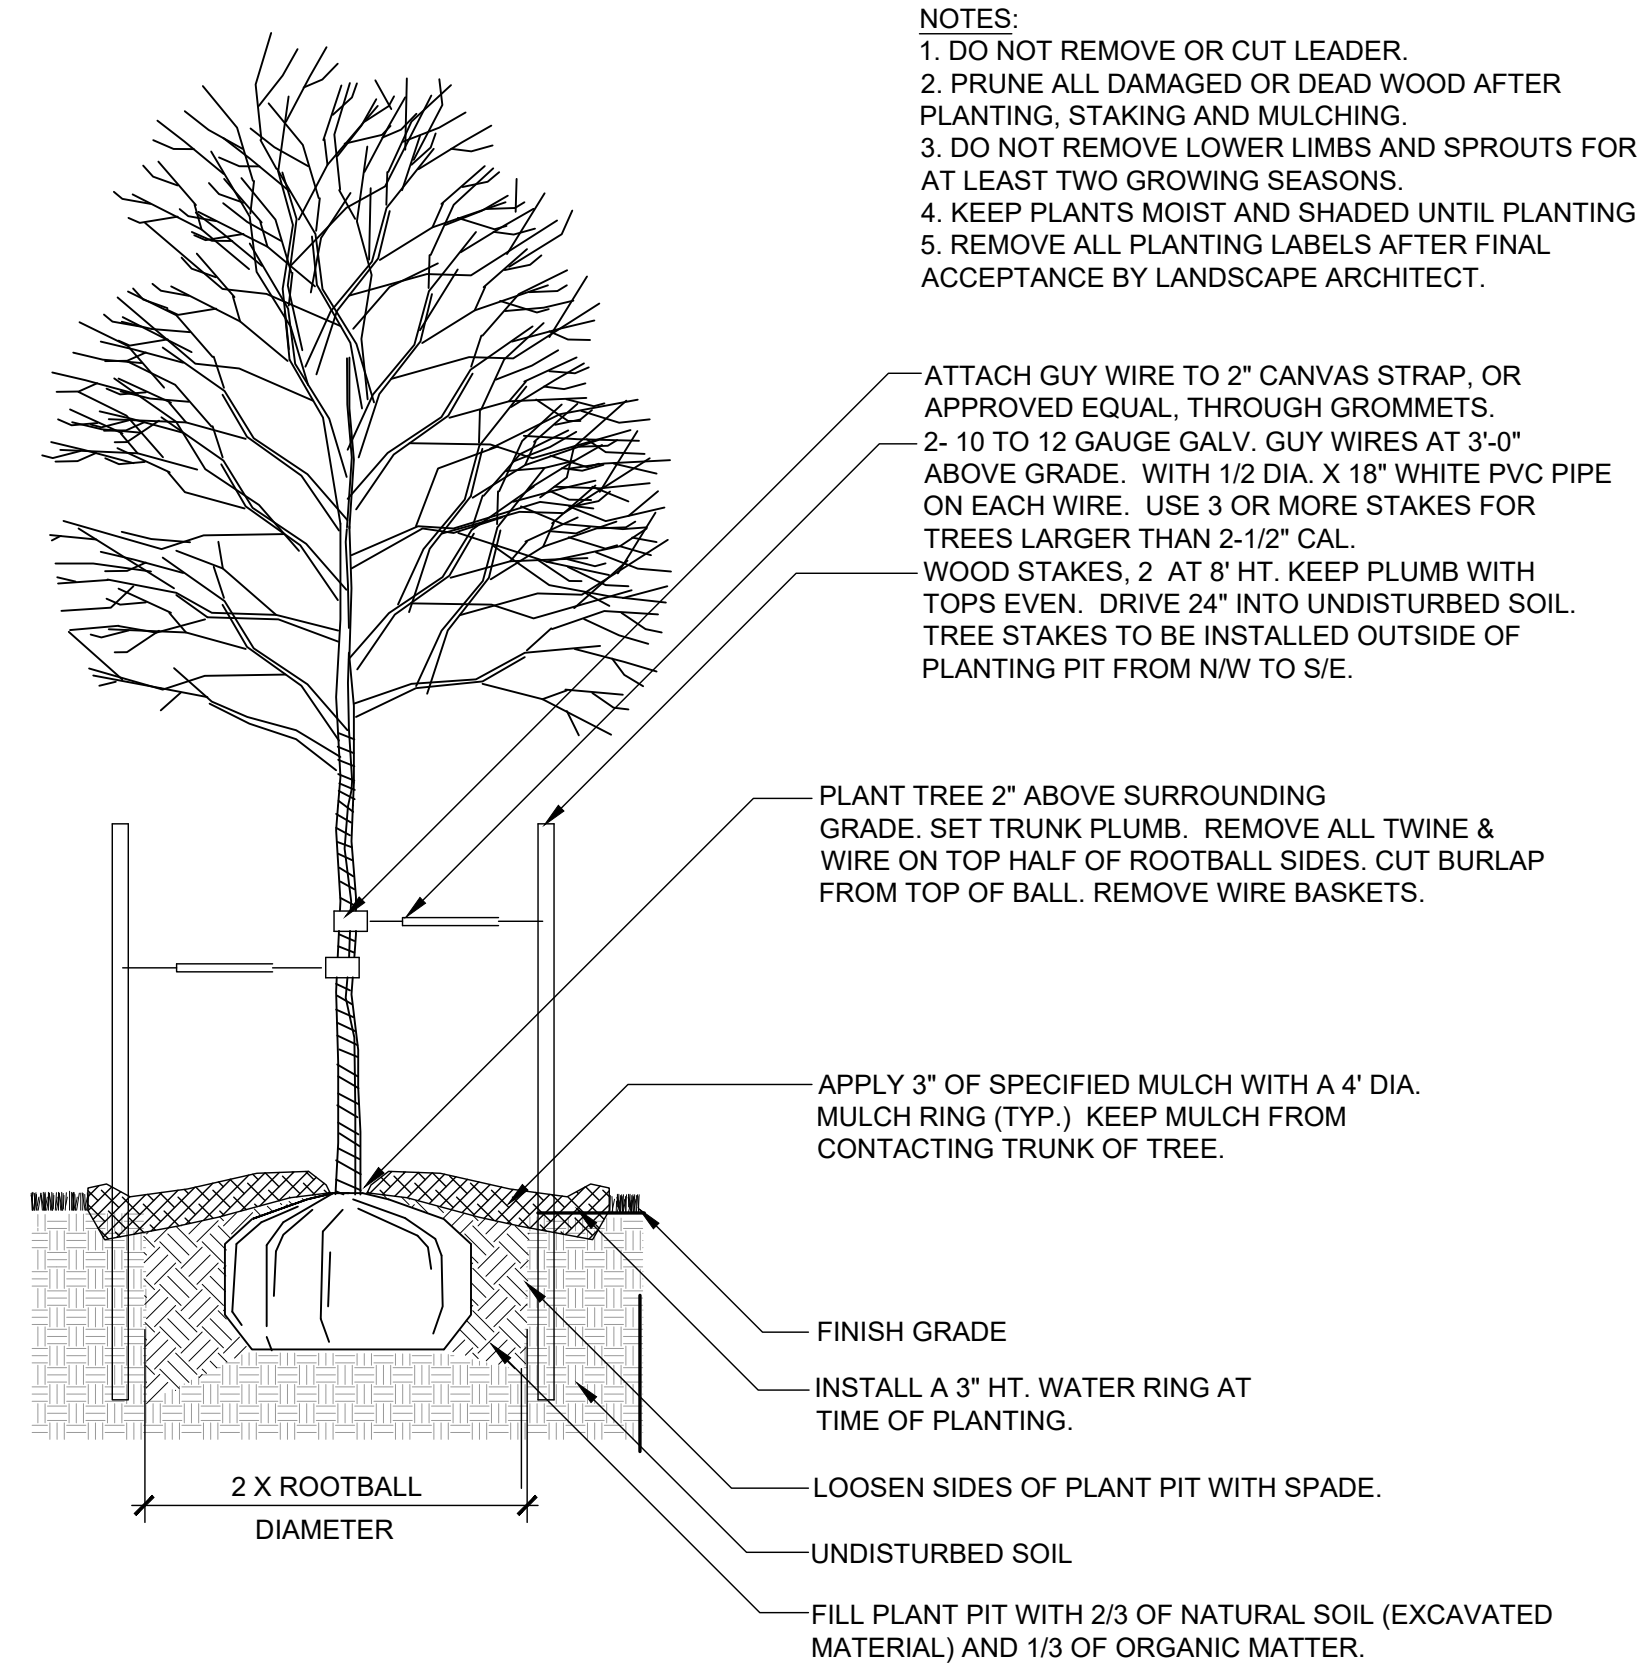 NOTES:
1. DO NOT REMOVE OR CUT LEADER.
2. PRUNE ALL DAMAGED OR DEAD WOOD AFTER
PLANTING, STAKING AND MULCHING.
3. DO NOT REMOVE LOWER LIMBS AND SPROUTS FOR
AT LEAST TWO GROWING SEASONS.
4. KEEP PLANTS MOIST AND SHADED UNTIL PLANTING
5. REMOVE ALL PLANTING LABELS AFTER FINAL
ACCEPTANCE BY LANDSCAPE ARCHITECT.
ATTACH GUY WIRE TO 2" CANVAS STRAP, OR
APPROVED EQUAL, THROUGH GROMMETS.
2- 10 TO 12 GAUGE GALV. GUY WIRES AT 3'-0"
ABOVE GRADE. WITH 1/2 DIA. X 18" WHITE PVC PIPE
ON EACH WIRE. USE 3 OR MORE STAKES FOR
TREES LARGER THAN 2-1/2" CAL.
WOOD STAKES, 2 AT 8' HT. KEEP PLUMB WITH
TOPS EVEN. DRIVE 24" INTO UNDISTURBED SOIL.
TREE STAKES TO BE INSTALLED OUTSIDE OF
PLANTING PIT FROM N/W TO S/E.
PLANT TREE 2" ABOVE SURROUNDING
GRADE. SET TRUNK PLUMB. REMOVE ALL TWINE &
WIRE ON TOP HALF OF ROOTBALL SIDES. CUT BURLAP
FROM TOP OF BALL. REMOVE WIRE BASKETS.
APPLY 3" OF SPECIFIED MULCH WITH A 4' DIA.
MULCH RING (TYP.) KEEP MULCH FROM
CONTACTING TRUNK OF TREE.
FINISH GRADE
INSTALL A 3" HT. WATER RING AT
TIME OF PLANTING.
LOOSEN SIDES OF PLANT PIT WITH SPADE.
2 X ROOTBALL
DIAMETER
UNDISTURBED SOIL
FILL PLANT PIT WITH 2/3 OF NATURAL SOIL (EXCAVATED
MATERIAL) AND 1/3 OF ORGANIC MATTER.